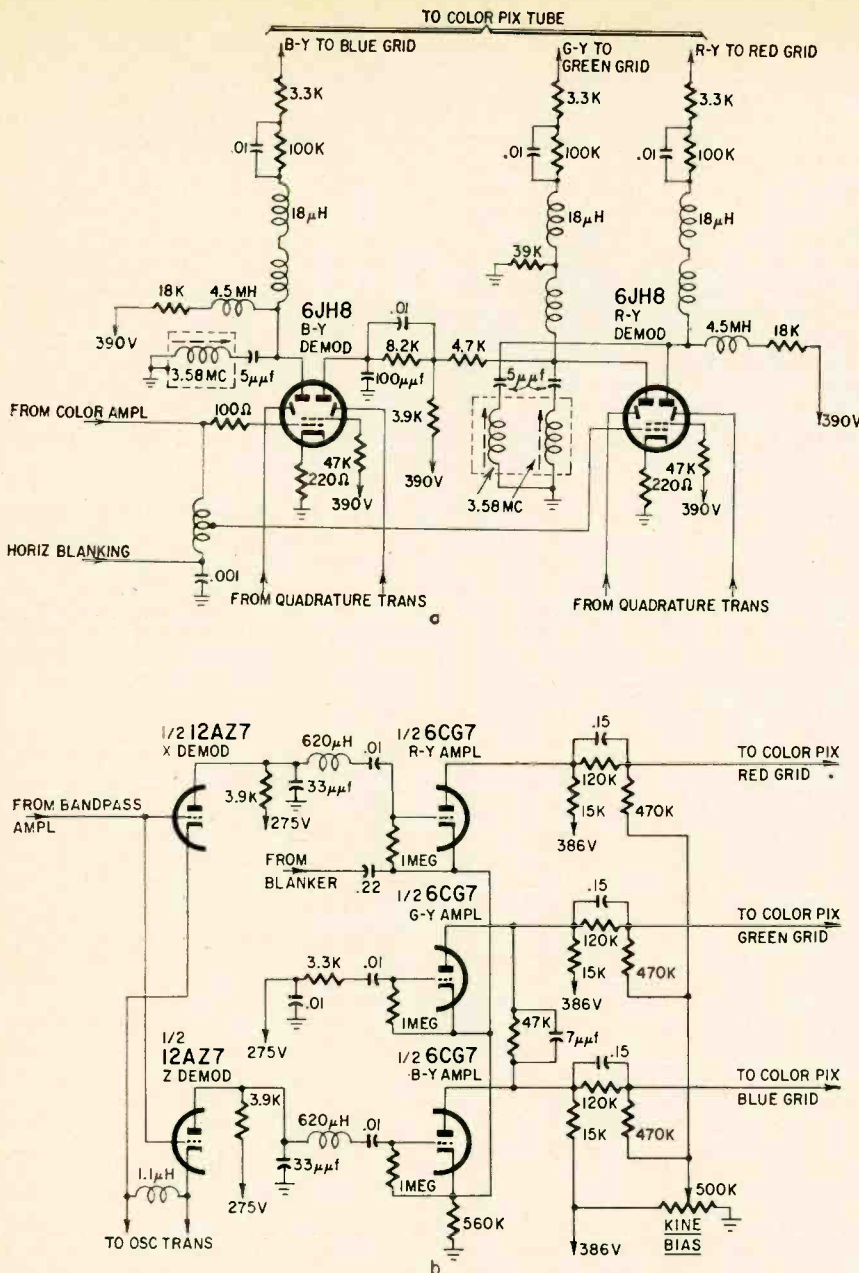 TO COLOR PIX TUBE
B-Y TO BLUE GRID
G-Y TO
GREEN GRID
R-Y TO RED GRID
3.3K
3.3K
3.3K
.01
100K
.01
100K
.01
100K
18µH
18µH
18µH
39K
18K
4.5MH
6JH8
B-Y
DEMOD
.01
6JH8
R-Y
DEMOD
4.5MH
18K
390V
8.2K
4.7K
3.58 MC
5µµf
100µµf
5µµf
390V
FROM COLOR AMPL
100Ω
3.9K
47K
220Ω
390V
390V
3.58 MC
47K
220Ω
390V
HORIZ BLANKING
.001
FROM QUADRATURE TRANS
FROM QUADRATURE TRANS
a
1/2 12AZ7
X DEMOD
620µH
.01
1/2 6CG7
R-Y AMPL
.15
TO COLOR PIX
RED GRID
FROM BANDPASS
AMPL
3.9K
33µµf
120K
275V
15K
470K
FROM
BLANKER
1MEG
386V
.22
1/2 6CG7
G-Y AMPL
.15
TO COLOR PIX
GREEN GRID
3.3K
.01
120K
15K
470K
.01
1MEG
386V
275V
47K
7µµf
1/2
12AZ7
Z DEMOD
1/2 6CG7
B-Y AMPL
.15
TO COLOR PIX
BLUE GRID
3.9K
620µH
.01
120K
15K
470K
33µµf
1MEG
1.1µH
275V
560K
500K
KINE
BIAS
TO OSC TRANS
386V
b